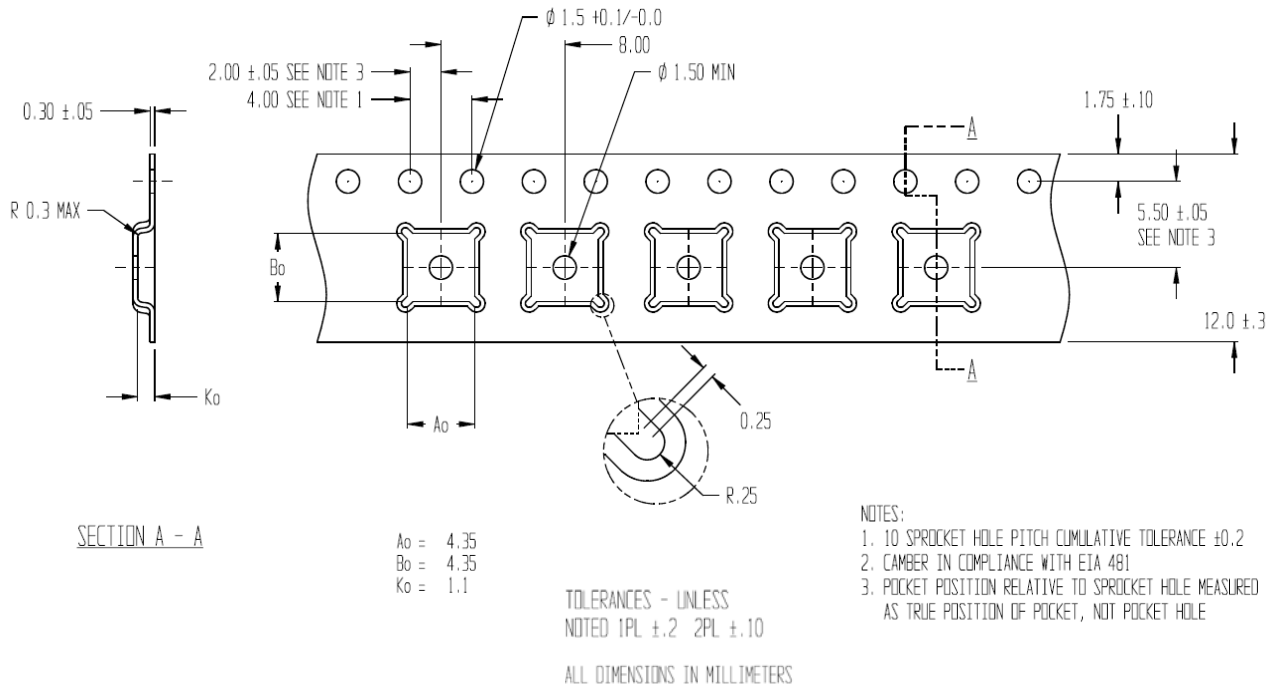 ϕ 1.5 +0.1/-0.0
8.00
2.00 ±.05 SEE NOTE 3
ϕ 1.50 MIN
4.00 SEE NOTE 1
0.30 ±.05
1.75 ±.10
A
R 0.3 MAX
5.50 ±.05
SEE NOTE 3
Bo
12.0 ±.3
A
Ko
Ao
0.25
R.25
SECTION A - A
Ao = 4.35
Bo = 4.35
Ko = 1.1
NOTES:
1. 10 SPROCKET HOLE PITCH CUMULATIVE TOLERANCE ±0.2
2. CAMBER IN COMPLIANCE WITH EIA 481
3. POCKET POSITION RELATIVE TO SPROCKET HOLE MEASURED
AS TRUE POSITION OF POCKET, NOT POCKET HOLE
TOLERANCES - UNLESS
NOTED 1PL ±.2 2PL ±.10
ALL DIMENSIONS IN MILLIMETERS